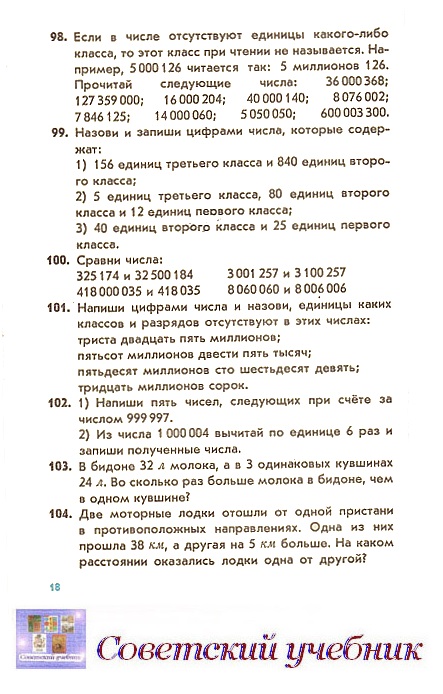 98. Если в числе отсутствуют единицы какого-либо
класса, то этот класс при чтении не называется. На-
пример, 5 000 126 читается так: 5 миллионов 126.
Прочитай следующие числа: 36 000 368;
127 359 000; 16 000 204; 40 000 140; 8 076 002;
7 846 125; 14 000 060; 5 050 050; 600 003 300.
99. Назови и запиши цифрами числа, которые содер-
жат:
1) 156 единиц третьего класса и 840 единиц второ-
го класса;
2) 5 единиц третьего класса, 80 единиц второго
класса и 12 единиц первого класса;
3) 40 единиц второго класса и 25 единиц первого
класса.
100. Сравни числа:
325 174 и 32 500 184 3 001 257 и 3 100 257
418 000 035 и 418 035 8 060 060 и 8 006 006
101. Напиши цифрами числа и назови, единицы каких
классов и разрядов отсутствуют в этих числах:
триста двадцать пять миллионов;
пятьсот миллионов двести пять тысяч;
пятьдесят миллионов сто шестьдесят девять;
тридцать миллионов сорок.
102. 1) Напиши пять чисел, следующих при счёте за
числом 999 997.
2) Из числа 1 000 004 вычитай по единице 6 раз и
запиши полученные числа.
103. В бидоне 32 л молока, а в 3 одинаковых кувшинах
24 л. Во сколько раз больше молока в бидоне, чем
в одном кувшине?
104. Две моторные лодки отошли от одной пристани
в противоположных направлениях. Одна из них
прошла 38 км, а другая на 5 км больше. На каком
расстоянии оказались лодки одна от другой?
18
Советский учебник
Советский учебник